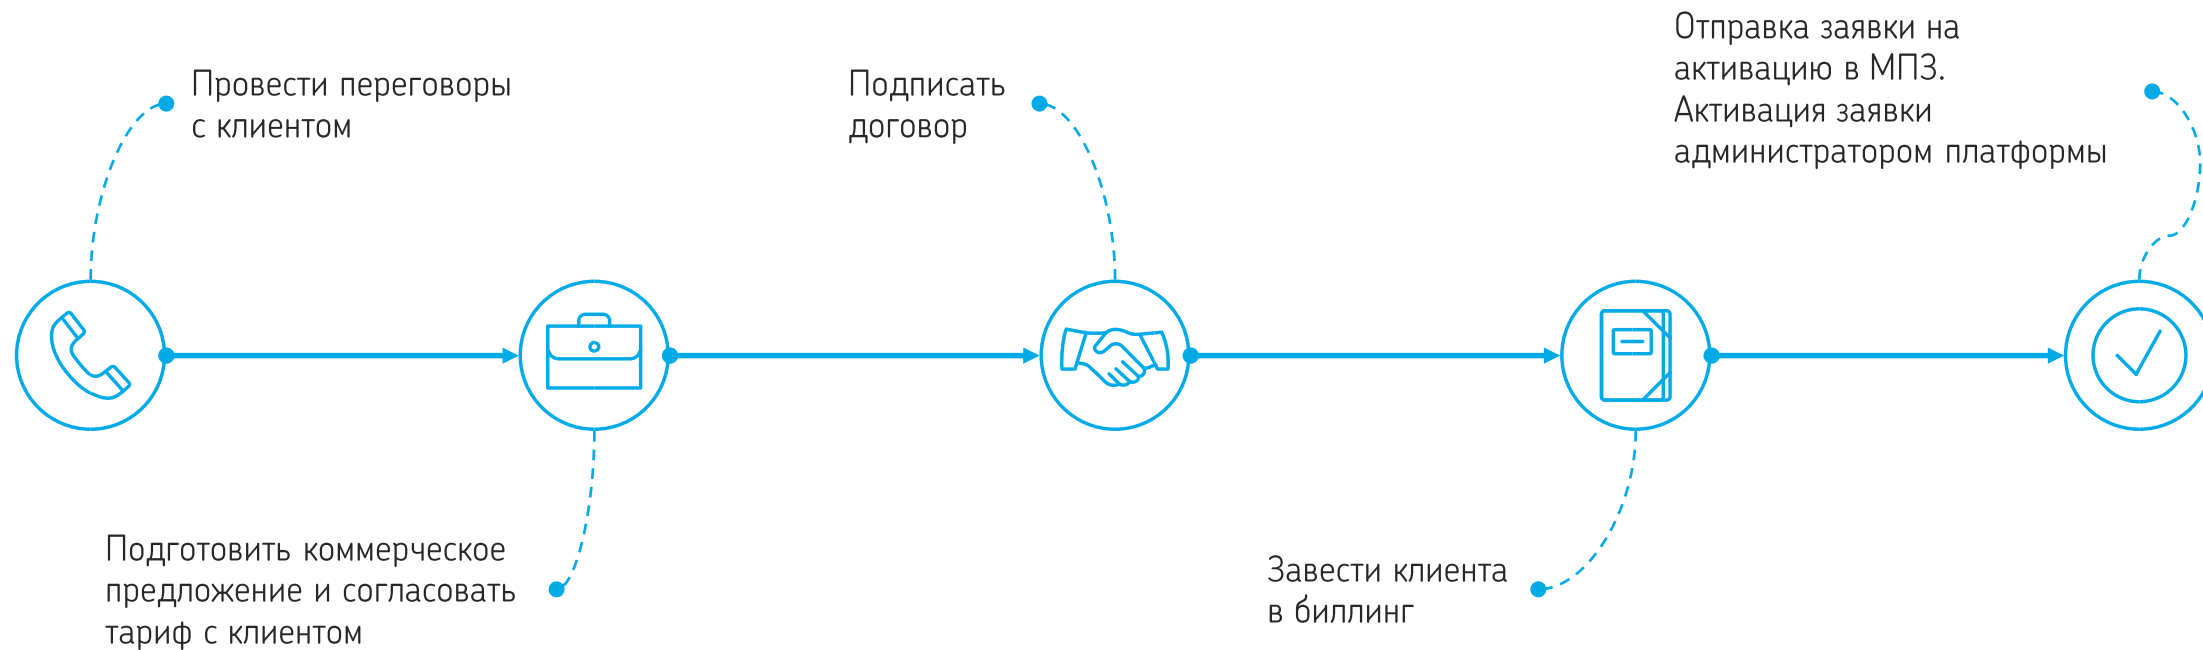 Провести переговоры
с клиентом
Подготовить коммерческое
предложение и согласовать
тариф с клиентом
Подписать
договор
Завести клиента
в биллинг
Отправка заявки на
активацию в МПЗ.
Активация заявки
администратором платформы